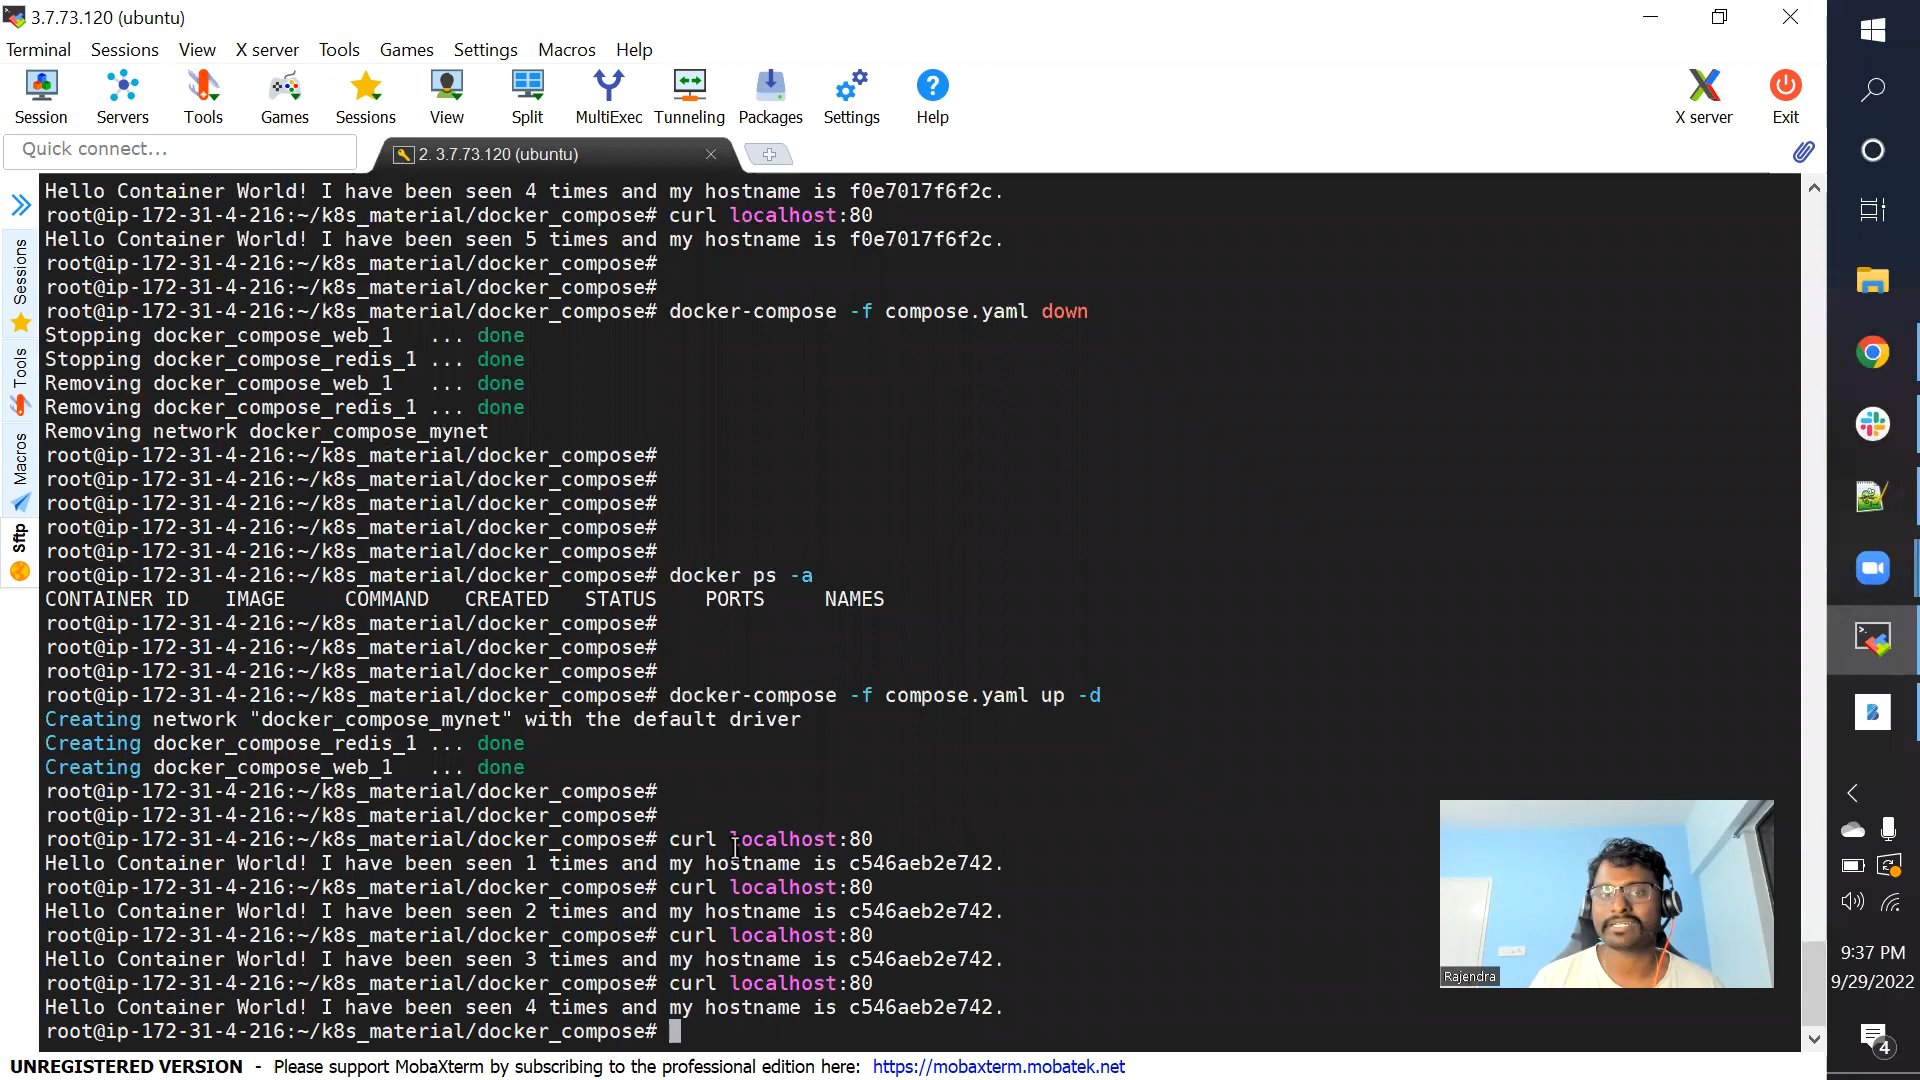 3.7.73.120 (ubuntu)
Terminal Sessions View X server Tools Games Settings Macros Help
Session Servers Tools Games Sessions View Split MultiExec Tunneling Packages Settings Help X server Exit
Quick connect...
2. 3.7.73.120 (ubuntu)
Sessions
Tools
Macros
Sftp
Hello Container World! I have been seen 4 times and my hostname is f0e7017f6f2c.
root@ip-172-31-4-216:~/k8s_material/docker_compose# curl localhost:80
Hello Container World! I have been seen 5 times and my hostname is f0e7017f6f2c.
root@ip-172-31-4-216:~/k8s_material/docker_compose#
root@ip-172-31-4-216:~/k8s_material/docker_compose#
root@ip-172-31-4-216:~/k8s_material/docker_compose# docker-compose -f compose.yaml down
Stopping docker_compose_web_1 ... done
Stopping docker_compose_redis_1 ... done
Removing docker_compose_web_1 ... done
Removing docker_compose_redis_1 ... done
Removing network docker_compose_mynet
root@ip-172-31-4-216:~/k8s_material/docker_compose#
root@ip-172-31-4-216:~/k8s_material/docker_compose#
root@ip-172-31-4-216:~/k8s_material/docker_compose#
root@ip-172-31-4-216:~/k8s_material/docker_compose#
root@ip-172-31-4-216:~/k8s_material/docker_compose#
root@ip-172-31-4-216:~/k8s_material/docker_compose# docker ps -a
CONTAINER ID IMAGE COMMAND CREATED STATUS PORTS NAMES
root@ip-172-31-4-216:~/k8s_material/docker_compose#
root@ip-172-31-4-216:~/k8s_material/docker_compose#
root@ip-172-31-4-216:~/k8s_material/docker_compose#
root@ip-172-31-4-216:~/k8s_material/docker_compose# docker-compose -f compose.yaml up -d
Creating network "docker_compose_mynet" with the default driver
Creating docker_compose_redis_1 ... done
Creating docker_compose_web_1 ... done
root@ip-172-31-4-216:~/k8s_material/docker_compose#
root@ip-172-31-4-216:~/k8s_material/docker_compose#
root@ip-172-31-4-216:~/k8s_material/docker_compose# curl localhost:80
Hello Container World! I have been seen 1 times and my hostname is c546aeb2e742.
root@ip-172-31-4-216:~/k8s_material/docker_compose# curl localhost:80
Hello Container World! I have been seen 2 times and my hostname is c546aeb2e742.
root@ip-172-31-4-216:~/k8s_material/docker_compose# curl localhost:80
Hello Container World! I have been seen 3 times and my hostname is c546aeb2e742.
root@ip-172-31-4-216:~/k8s_material/docker_compose# curl localhost:80
Hello Container World! I have been seen 4 times and my hostname is c546aeb2e742.
root@ip-172-31-4-216:~/k8s_material/docker_compose#
Rajendra
9:37 PM
9/29/2022
4
UNREGISTERED VERSION - Please support MobaXterm by subscribing to the professional edition here: https://mobaxterm.mobatek.net